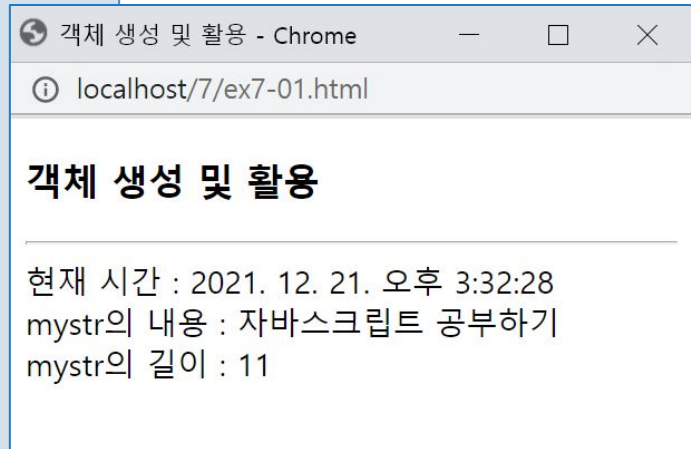 객체 생성 및 활용 - Chrome
localhost/7/ex7-01.html
객체 생성 및 활용
현재 시간 : 2021. 12. 21. 오후 3:32:28
mystr의 내용 : 자바스크립트 공부하기
mystr의 길이 : 11